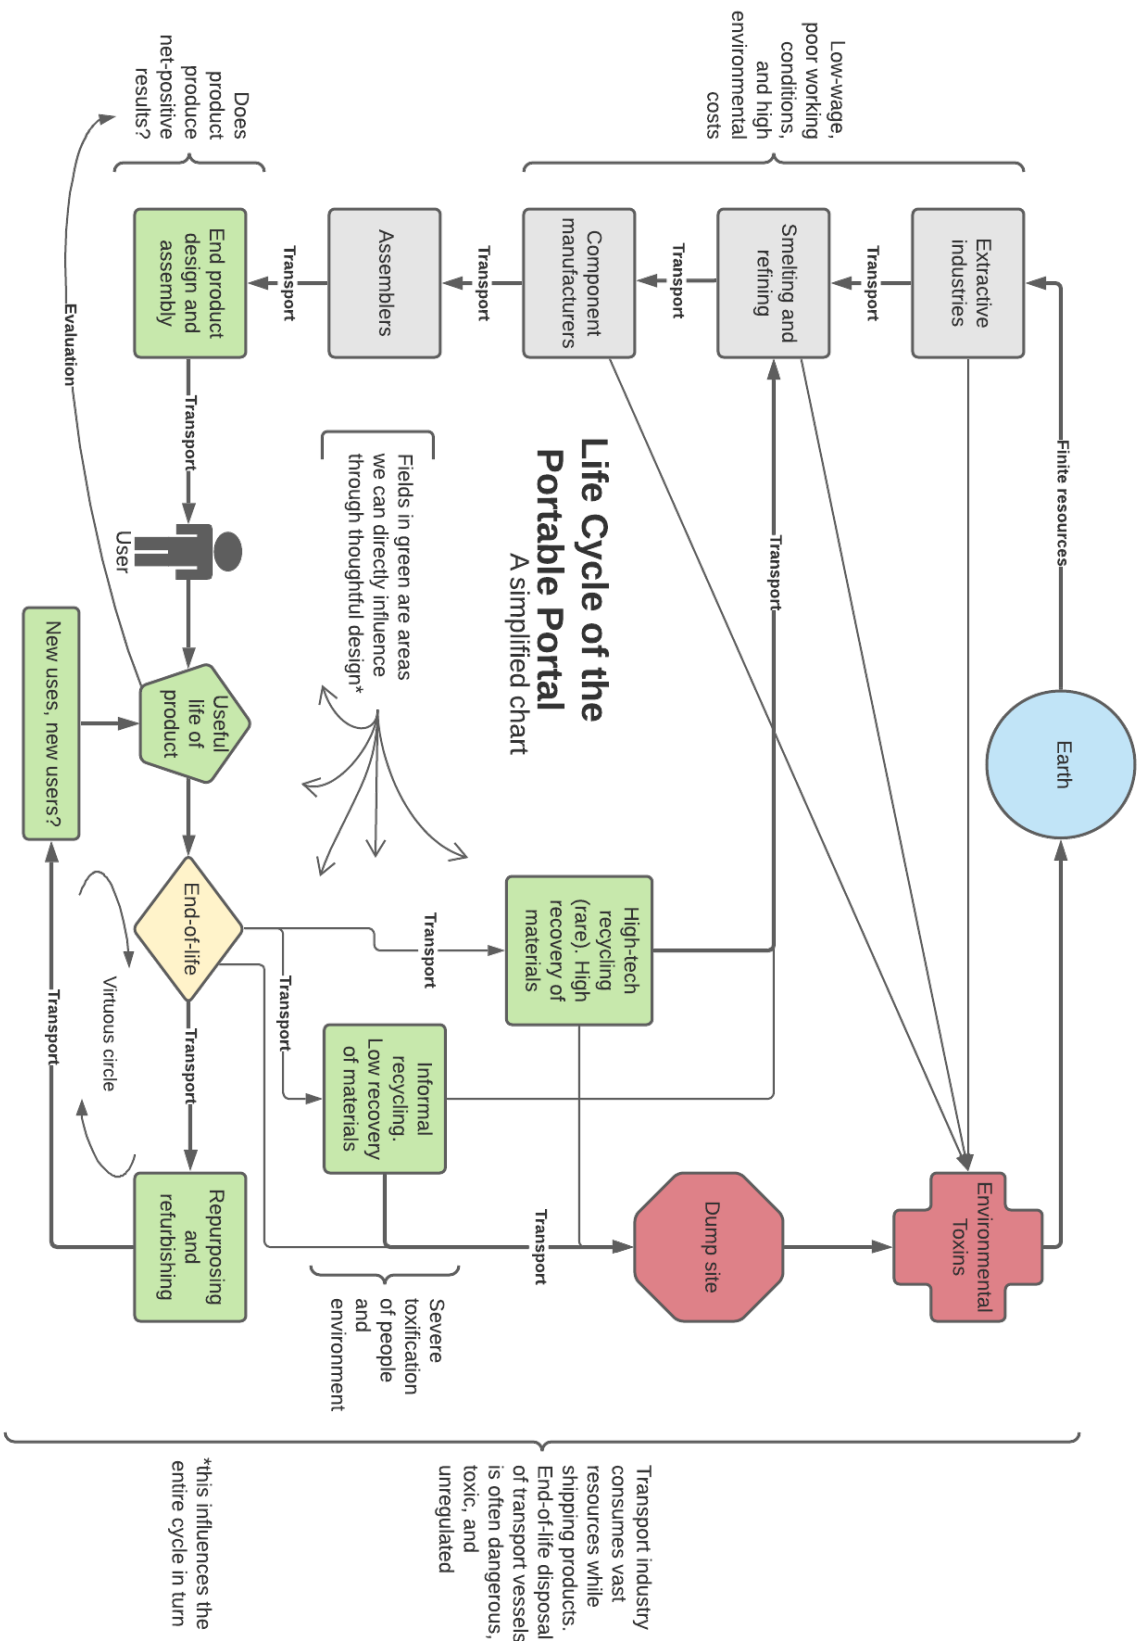 Life Cycle of the
Portable Portal
A simplified chart
Earth
Finite resources
Low-wage,
poor working
conditions,
and high
environmental
costs
Extractive
industries
Transport
Smelting and
refining
Transport
Component
manufacturers
Transport
Assemblers
Transport
End product
design and
assembly
Does
product
produce
net-positive
results?
Evaluation
Transport
User
Useful
life of
product
New uses, new users?
End-of-life
Transport
Virtuous circle
Transport
Repurposing
and
refurbishing
Fields in green are areas
we can directly influence
through thoughtful design*
Transport
High-tech
recycling
(rare). High
recovery of
materials
Transport
Transport
Informal
recycling.
Low recovery
of materials
Transport
Dump site
Environmental
Toxins
Severe
toxification
of people
and
environment
Transport industry
consumes vast
resources while
shipping products.
End-of-life disposal
of transport vessels
is often dangerous,
toxic, and
unregulated
*this influences the
entire cycle in turn